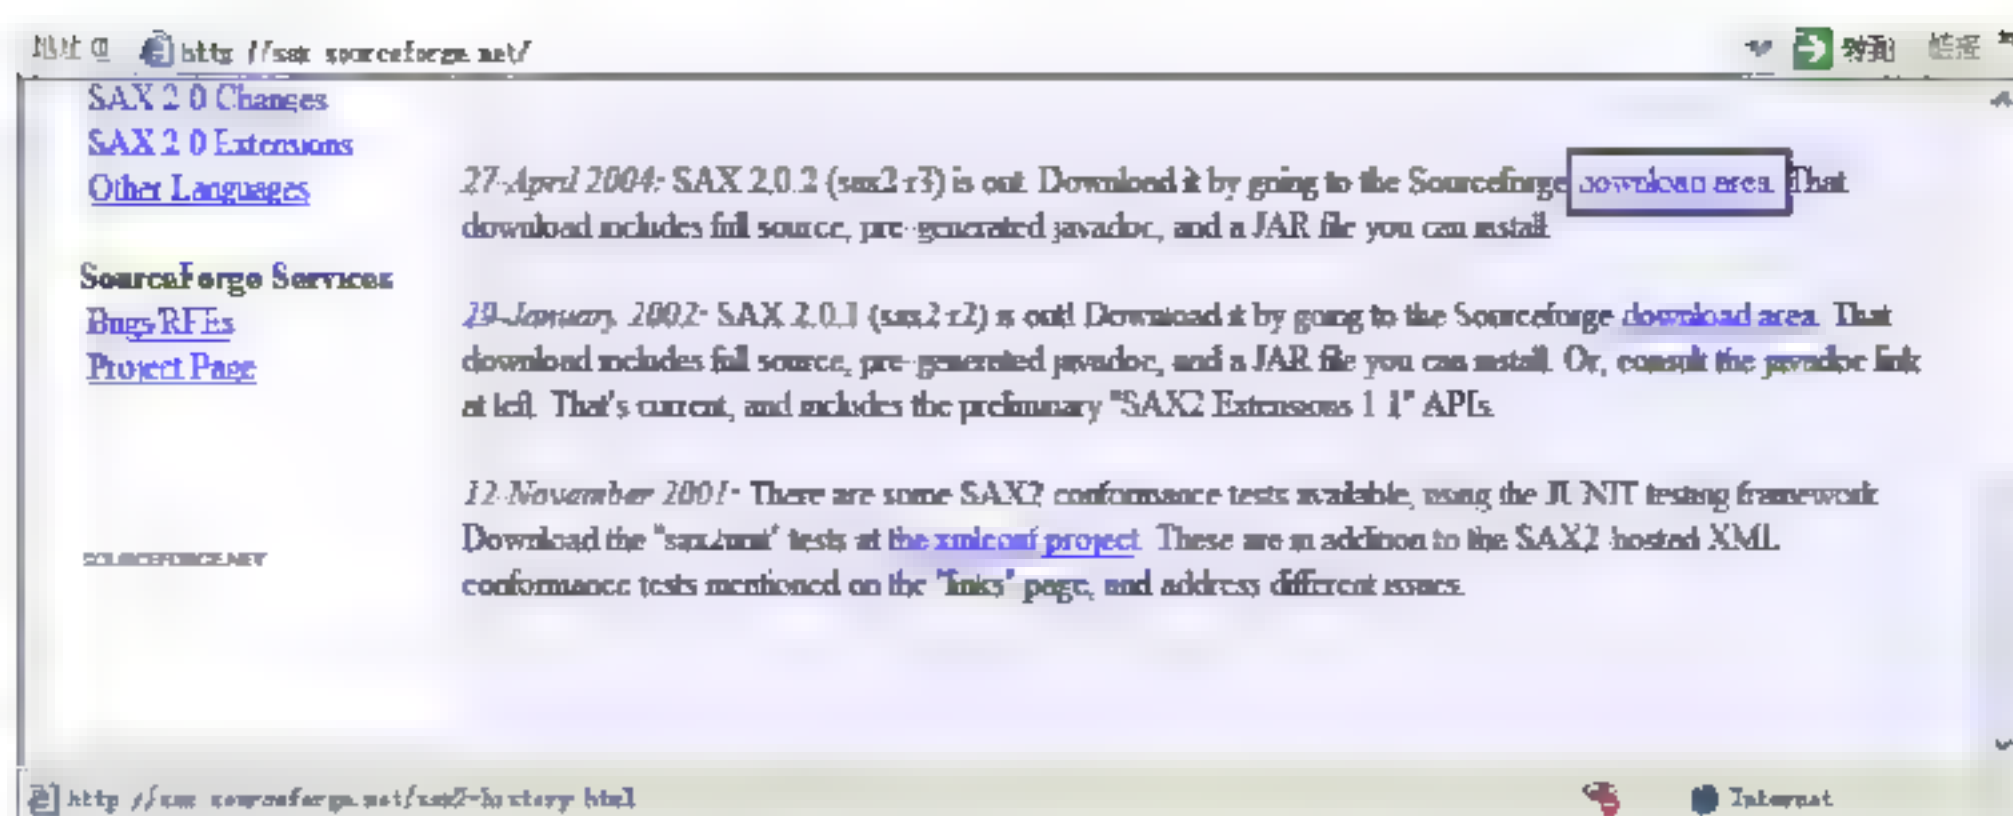 地址(D) http://sax.sourceforge.net/ 转到 链接
SAX 2.0 Changes
SAX 2.0 Extensions
Other Languages
SourceForge Services
Bugs/RFEs
Project Page
SOURCEFORGE.NET
27-April 2004: SAX 2.0.2 (sax2 r3) is out. Download it by going to the Sourceforge download area. That
download includes full source, pre-generated javadoc, and a JAR file you can install.
29-January, 2002: SAX 2.0.1 (sax2 r2) is out! Download it by going to the Sourceforge download area. That
download includes full source, pre-generated javadoc, and a JAR file you can install. Or, consult the javadoc link
at left. That's current, and includes the preliminary "SAX2 Extensions 1.1" APIs.
12-November 2001: There are some SAX2 conformance tests available, using the JUNIT testing framework.
Download the "sax2unit" tests at the xmlconf project. These are in addition to the SAX2 hosted XML
conformance tests mentioned on the "links" page, and address different issues.
http://sax.sourceforge.net/sax2-history.html Internet